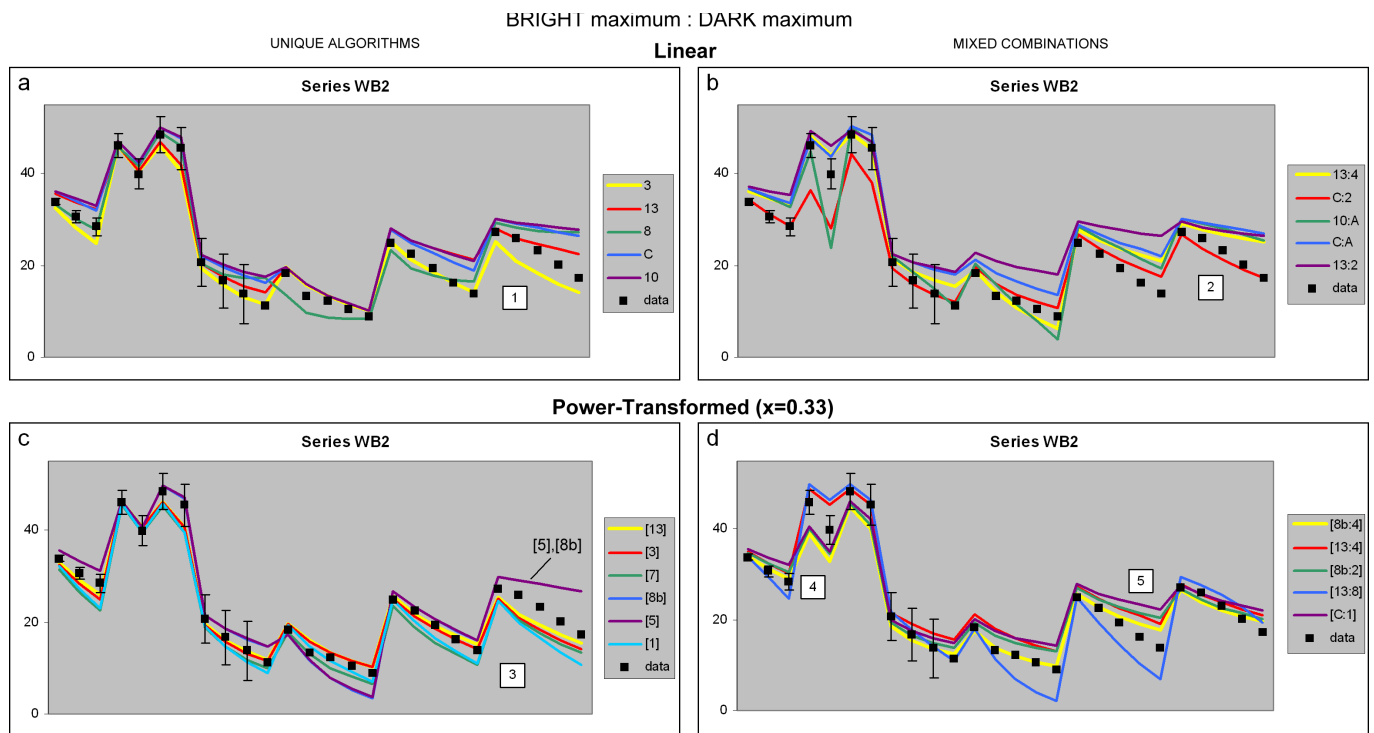 BRIGHT maximum : DARK maximum
UNIQUE ALGORITHMS
MIXED COMBINATIONS
Linear
a
Series WB2
40
20
0
1
3
13
8
C
10
data
b
Series WB2
40
20
0
2
13:4
C:2
10:A
C:A
13:2
data
Power-Transformed (x=0.33)
c
Series WB2
40
20
0
[5],[8b]
3
[13]
[3]
[7]
[8b]
[5]
[1]
data
d
Series WB2
40
20
0
4
5
[8b:4]
[13:4]
[8b:2]
[13:8]
[C:1]
data